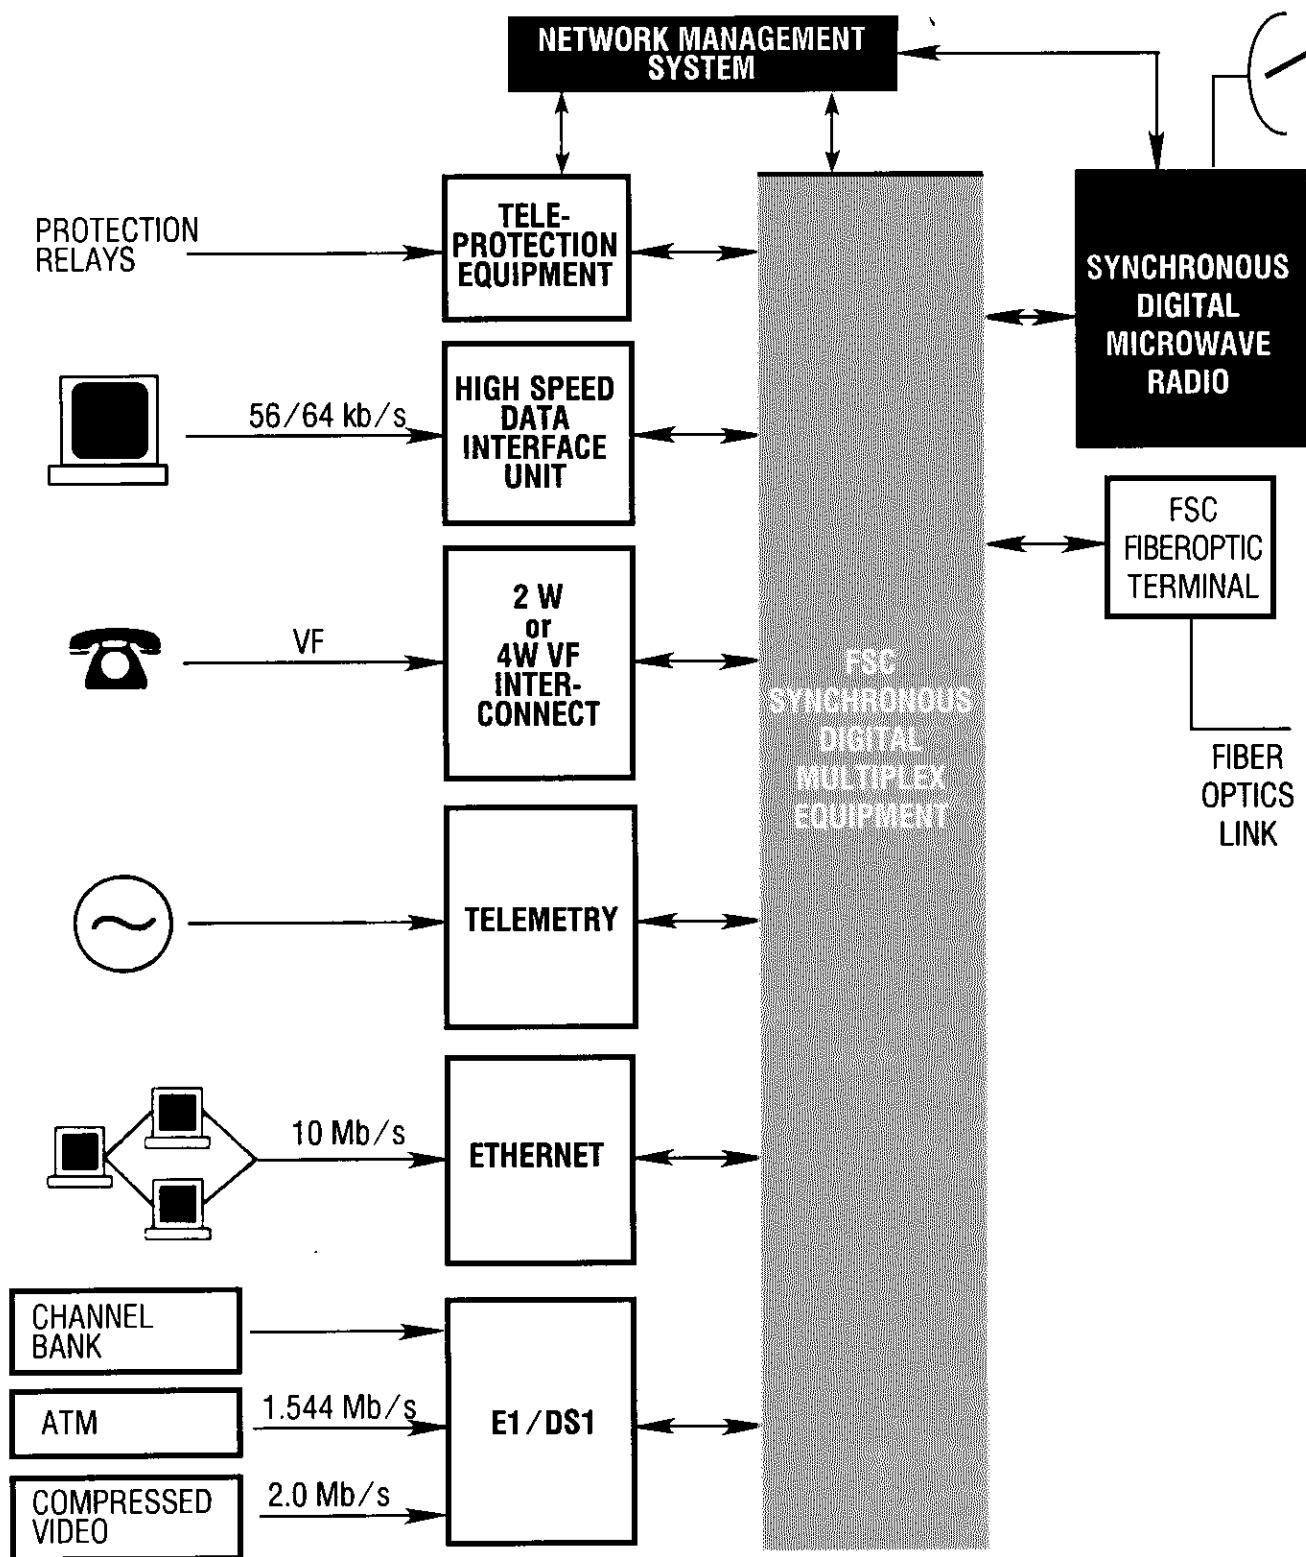 NETWORK MANAGEMENT
SYSTEM
PROTECTION
RELAYS
TELE-
PROTECTION
EQUIPMENT
SYNCHRONOUS
DIGITAL
MICROWAVE
RADIO
56/64 kb/s
HIGH SPEED
DATA
INTERFACE
UNIT
FSC
FIBEROPTIC
TERMINAL
VF
2 W
or
4W VF
INTER-
CONNECT
FSC
SYNCHRONOUS
DIGITAL
MULTIPLEX
EQUIPMENT
FIBER
OPTICS
LINK
TELEMETRY
10 Mb/s
ETHERNET
CHANNEL
BANK
ATM
1.544 Mb/s
E1/DS1
COMPRESSED
VIDEO
2.0 Mb/s